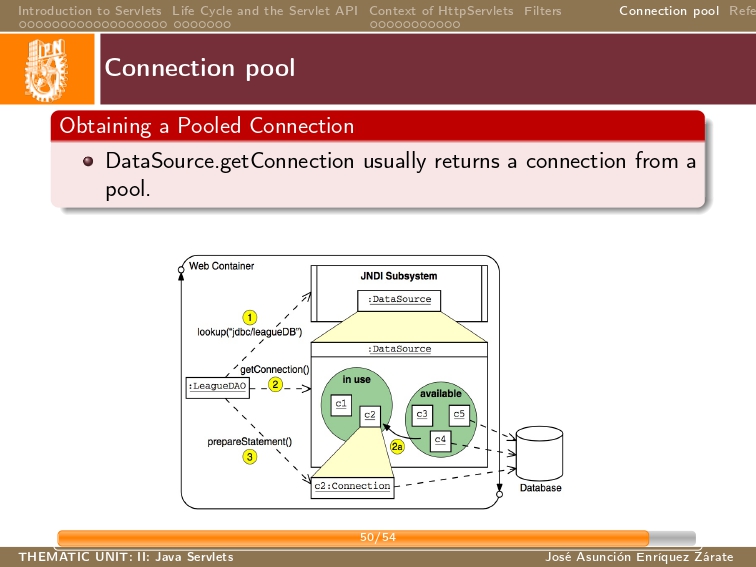 Introduction to Servlets Life Cycle and the Servlet API Context of HttpServlets Filters Connection pool Refe
IPN
Connection pool
Obtaining a Pooled Connection
DataSource.getConnection usually returns a connection from a
pool.
Web Container
JNDI Subsystem
:DataSource
1
lookup("jdbc/leagueDB")
:DataSource
getConnection()
:LeagueDAO
2
in use
available
c1
c2
c3
c5
c4
2a
prepareStatement()
3
c2:Connection
Database
50/54
THEMATIC UNIT: II: Java Servlets José Asunción Enríquez Zárate